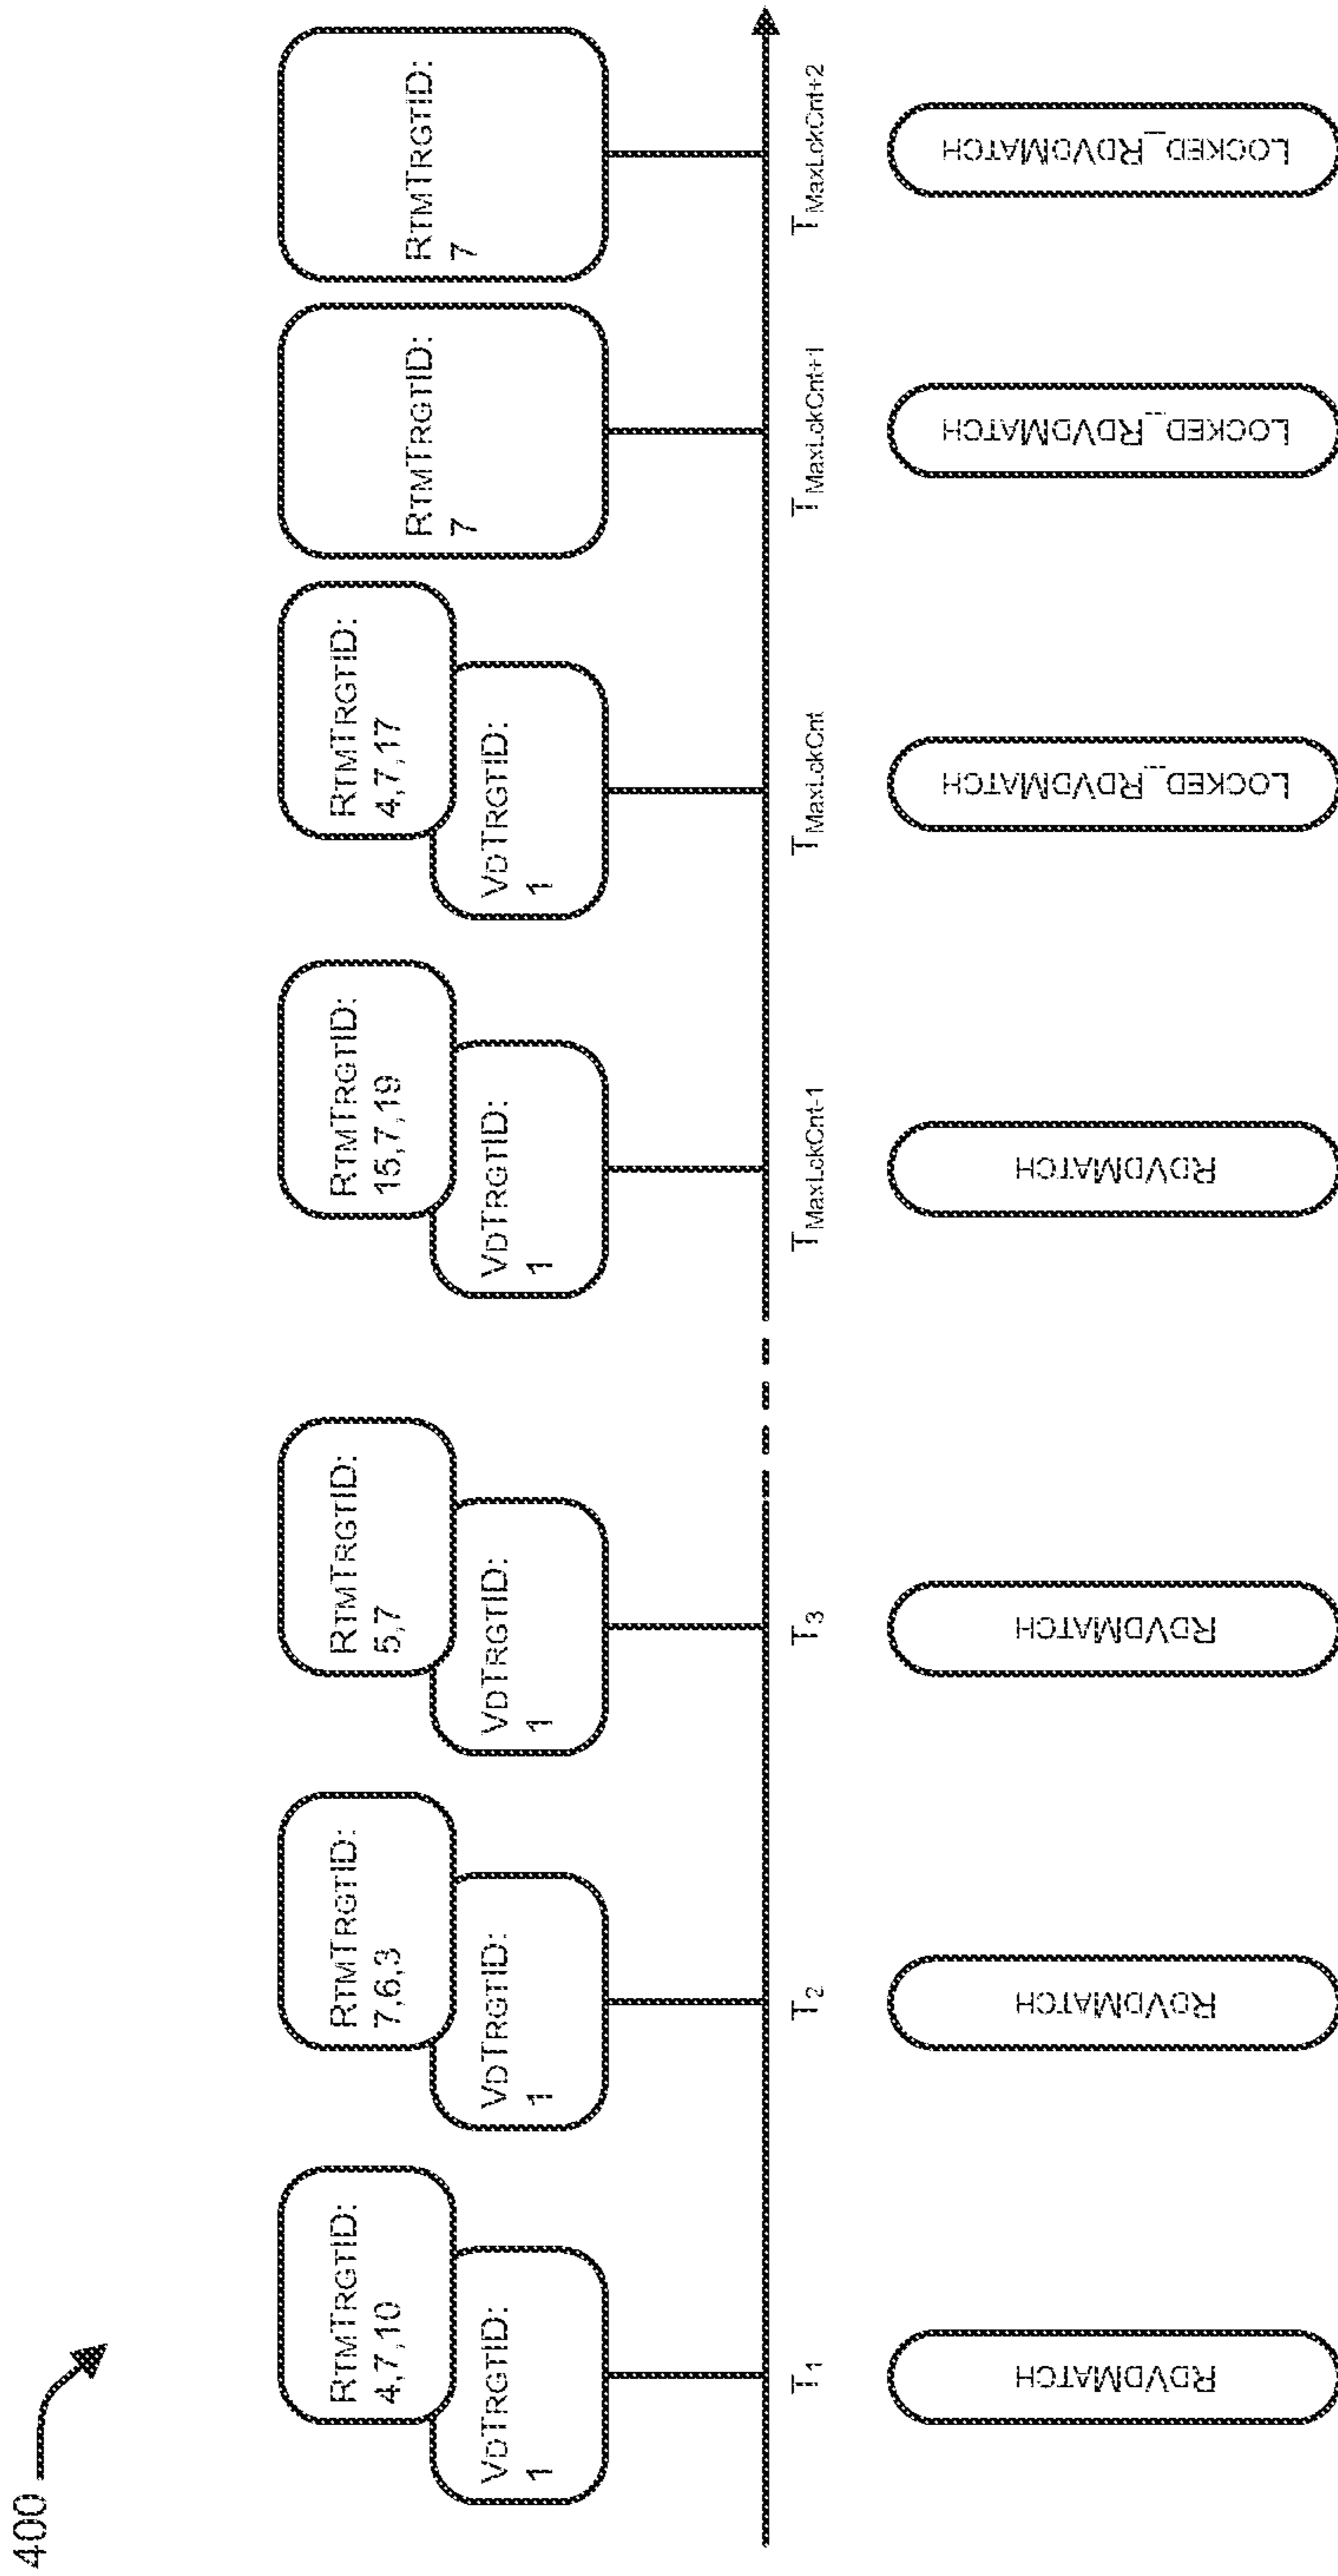 400
RTMTRGTID:
4,7,10
VDTRGTID:
1
T1
RDVDMATCH
RTMTRGTID:
7,6,3
VDTRGTID:
1
T2
RDVDMATCH
RTMTRGTID:
5,7
VDTRGTID:
1
T3
RDVDMATCH
RTMTRGTID:
15,7,19
VDTRGTID:
1
TMaxLckCnt-1
RDVDMATCH
RTMTRGTID:
4,7,17
VDTRGTID:
1
TMaxLckCnt
LOCKED_RDVDMATCH
RTMTRGTID:
7
TMaxLckCnt+1
LOCKED_RDVDMATCH
RTMTRGTID:
7
TMaxLckCnt+2
LOCKED_RDVDMATCH